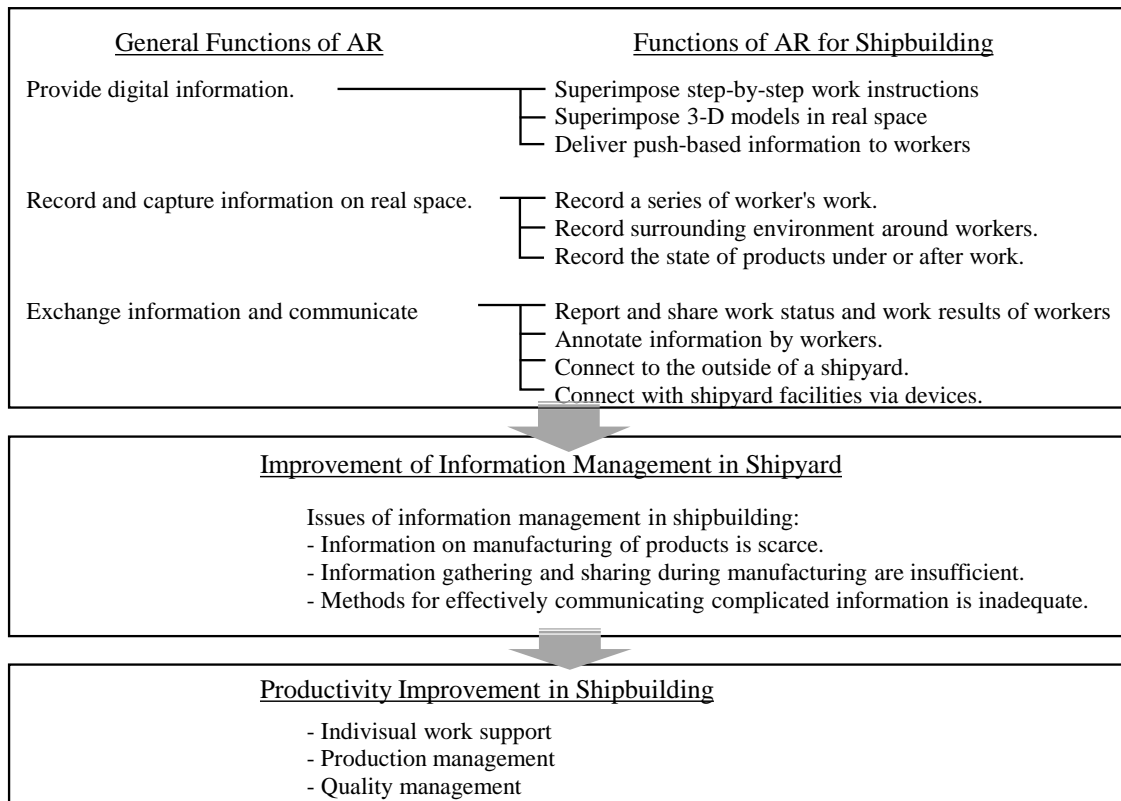 General Functions of AR
Functions of AR for Shipbuilding
Provide digital information.
Superimpose step-by-step work instructions
Superimpose 3-D models in real space
Deliver push-based information to workers
Record and capture information on real space.
Record a series of worker's work.
Record surrounding environment around workers.
Record the state of products under or after work.
Exchange information and communicate
Report and share work status and work results of workers
Annotate information by workers.
Connect to the outside of a shipyard.
Connect with shipyard facilities via devices.
Improvement of Information Management in Shipyard
Issues of information management in shipbuilding:
- Information on manufacturing of products is scarce.
- Information gathering and sharing during manufacturing are insufficient.
- Methods for effectively communicating complicated information is inadequate.
Productivity Improvement in Shipbuilding
- Indivisual work support
- Production management
- Quality management